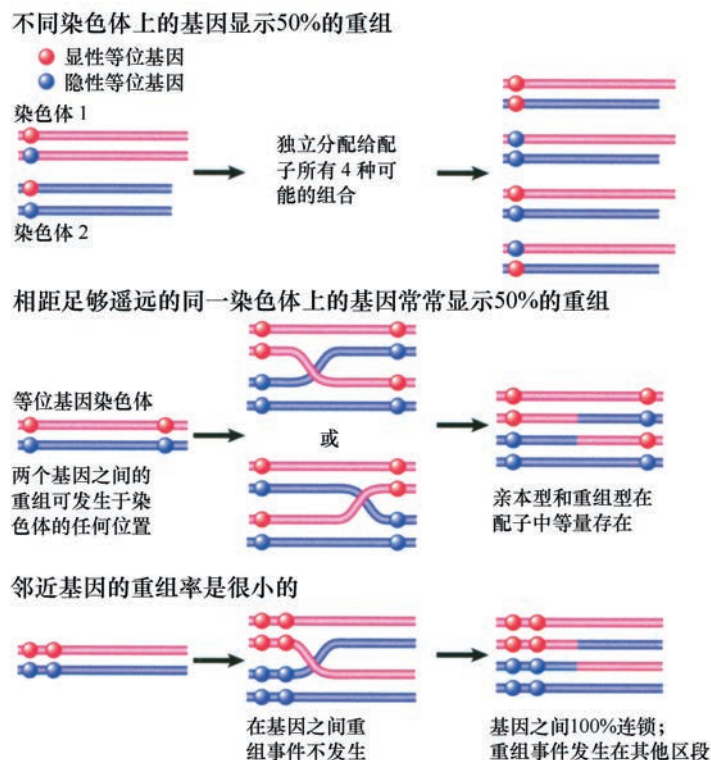 不同染色体上的基因显示50%的重组
显性等位基因
隐性等位基因
染色体 1
染色体 2
独立分配给配
子所有 4 种可
能的组合
相距足够遥远的同一染色体上的基因常常显示50%的重组
等位基因染色体
两个基因之间的
重组可发生于染
色体的任何位置
或
亲本型和重组型在
配子中等量存在
邻近基因的重组率是很小的
在基因之间重
组事件不发生
基因之间100%连锁；
重组事件发生在其他区段